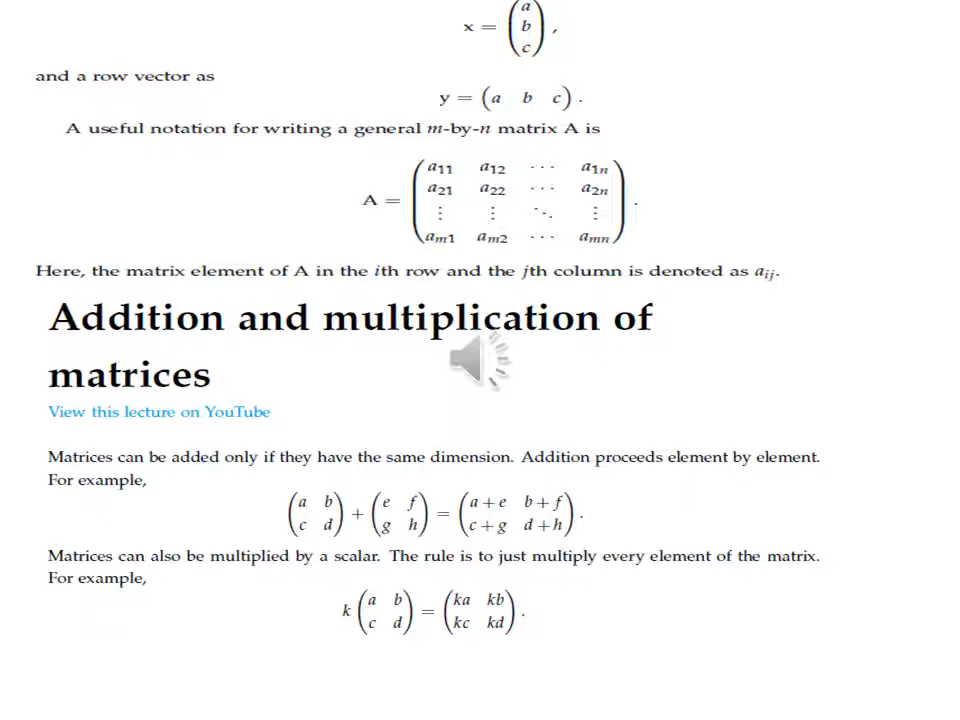 x = (a
b
c),
and a row vector as
y = (a b c).
A useful notation for writing a general m-by-n matrix A is
A = (a11 a12 ⋯ a1n
a21 a22 ⋯ a2n
⋮ ⋮ ⋱ ⋮
am1 am2 ⋯ amn).
Here, the matrix element of A in the ith row and the jth column is denoted as aij.
Addition and multiplication of
matrices
View this lecture on YouTube
Matrices can be added only if they have the same dimension. Addition proceeds element by element.
For example,
(a b
c d) + (e f
g h) = (a + e b + f
c + g d + h).
Matrices can also be multiplied by a scalar. The rule is to just multiply every element of the matrix.
For example,
k (a b
c d) = (ka kb
kc kd).